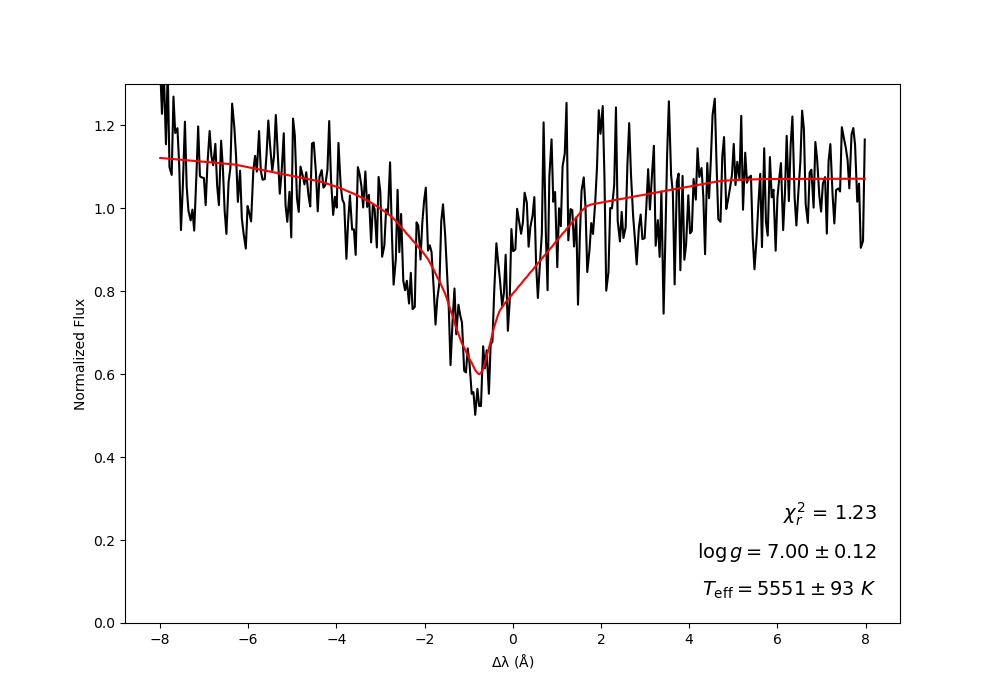 1.2
1.0
0.8
0.6
0.4
0.2
0.0
Normalized Flux
χ²ᵣ = 1.23
log g = 7.00 ± 0.12
T_eff = 5551 ± 93 K
−8 −6 −4 −2 0 2 4 6 8
Δλ (Å)